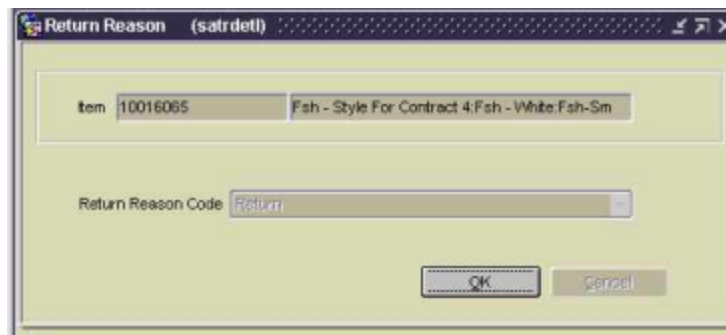 Return Reason (satrdetl)
Item 10016065 Fsh - Style For Contract 4:Fsh - White:Fsh-Sm
Return Reason Code Return
OK Cancel